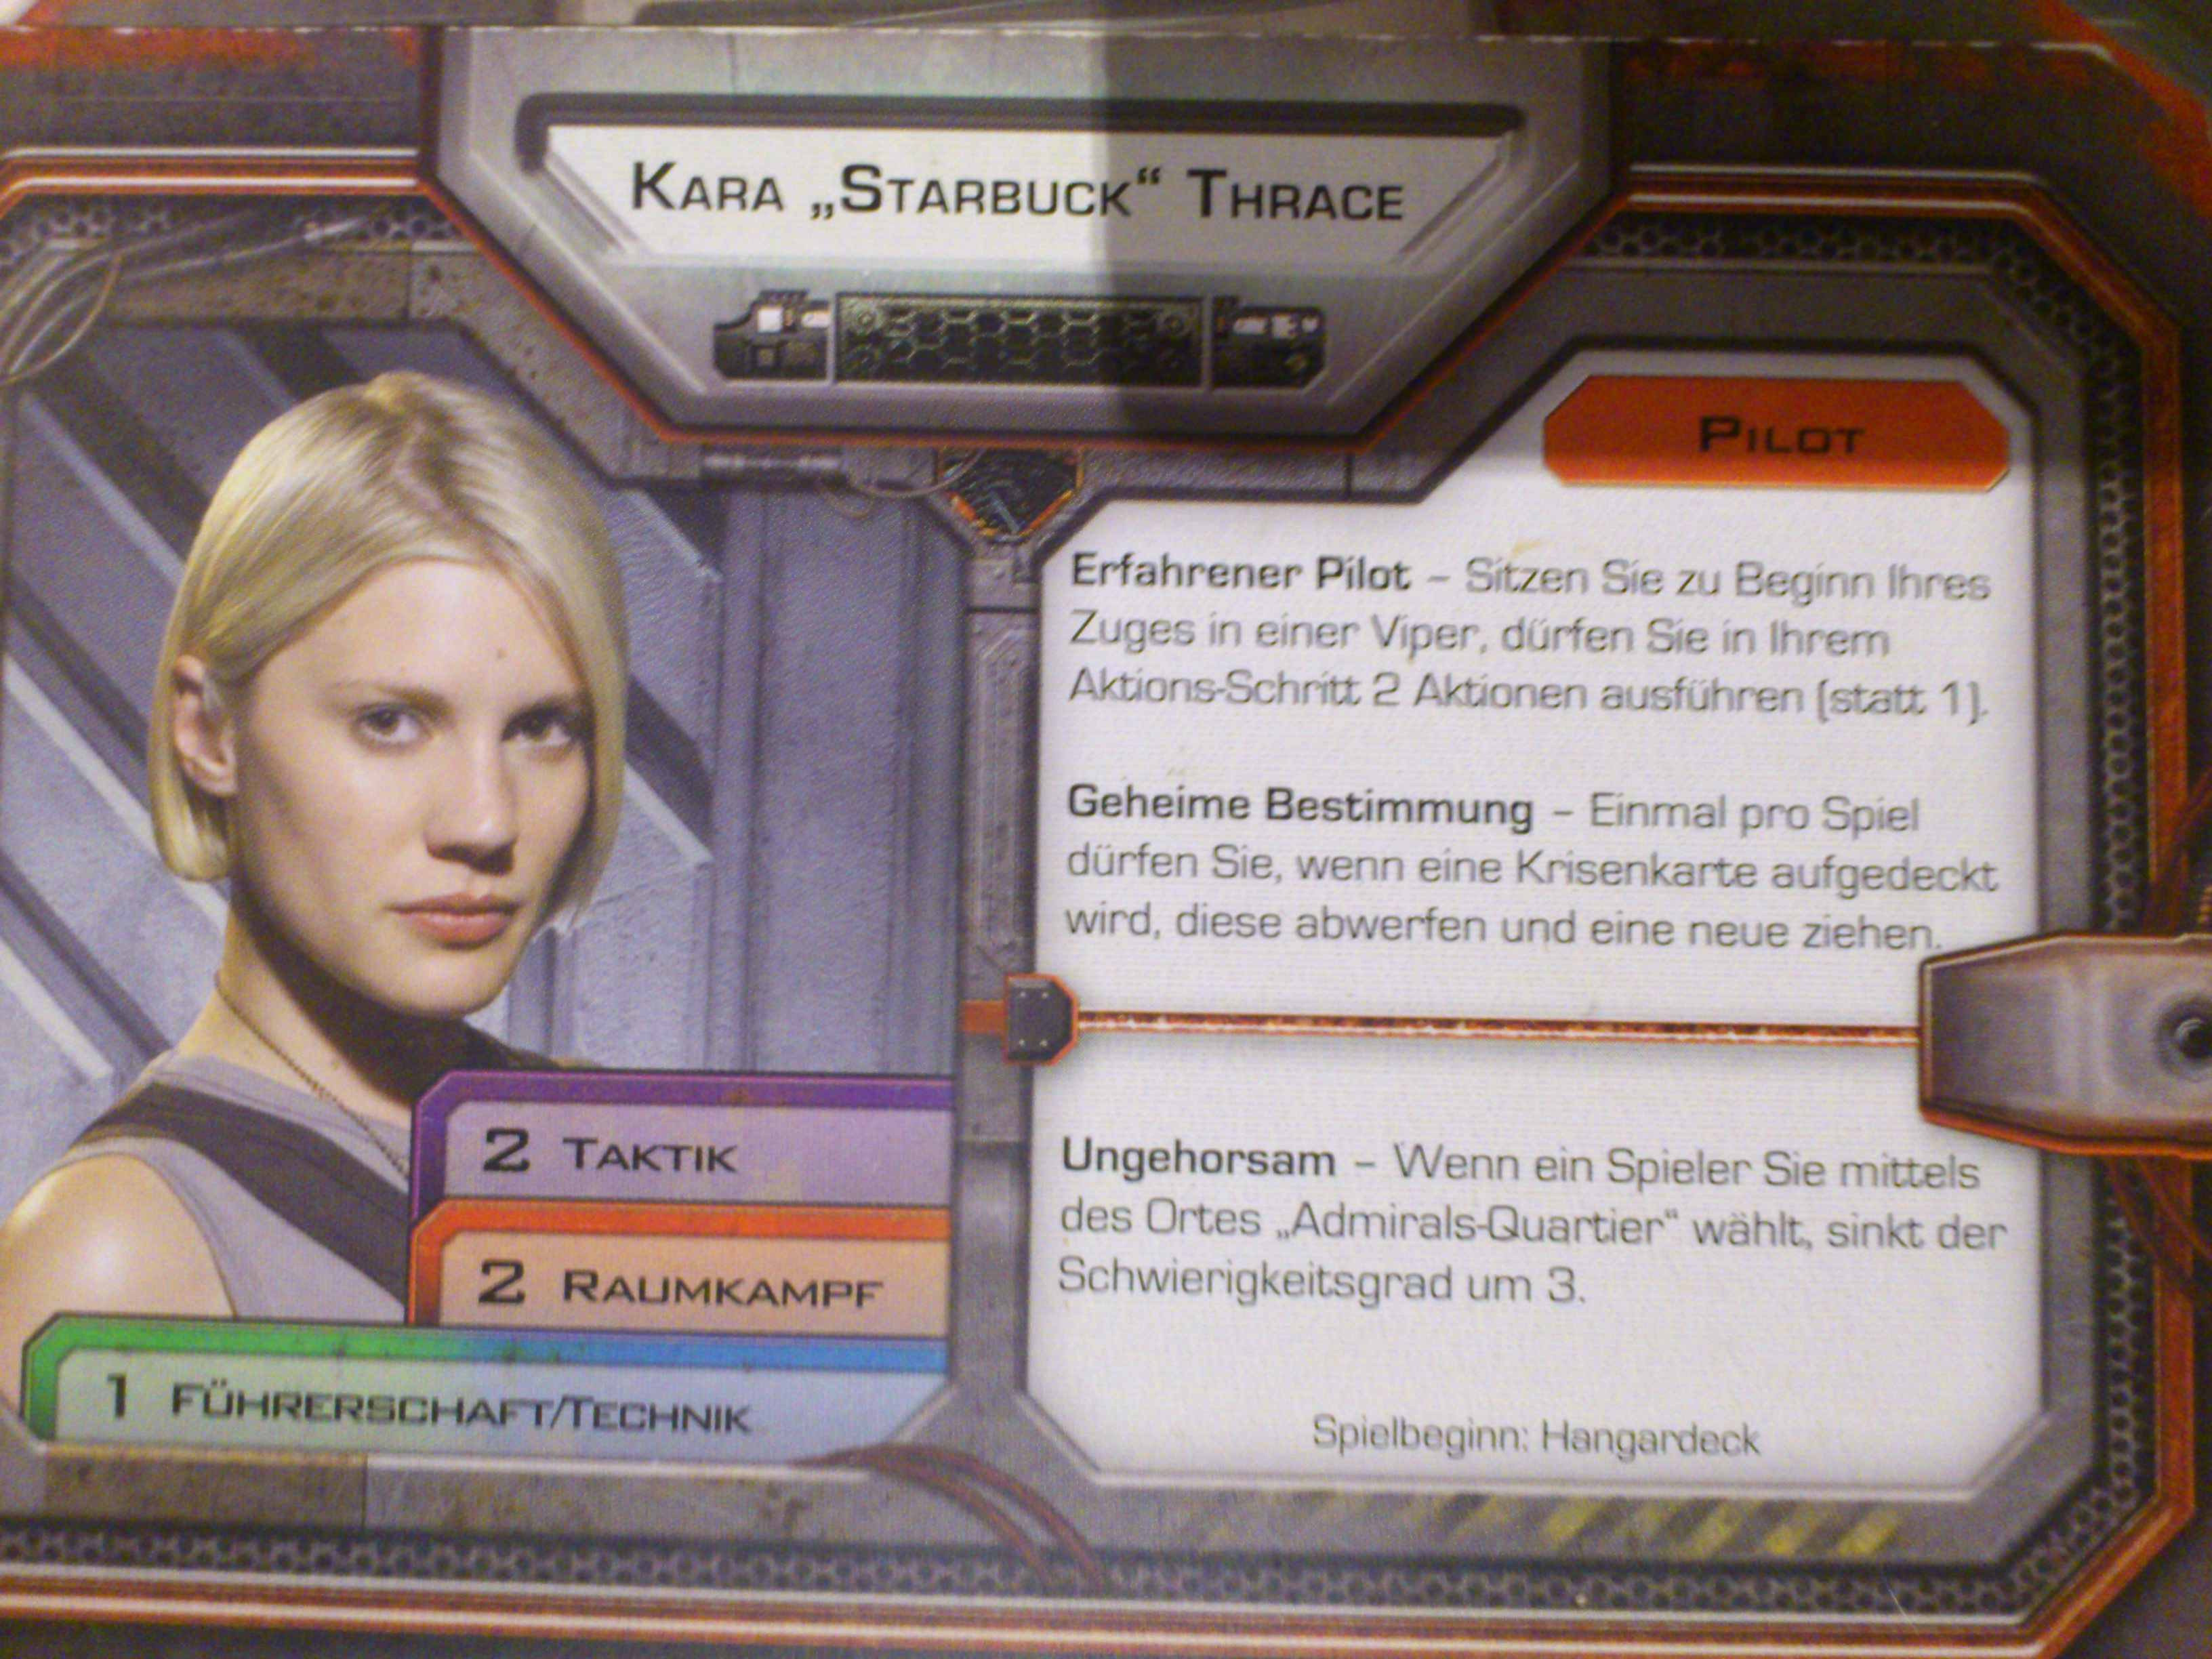 Kara „Starbuck“ Thrace
Pilot
Erfahrener Pilot – Sitzen Sie zu Beginn Ihres
Zuges in einer Viper, dürfen Sie in Ihrem
Aktions-Schritt 2 Aktionen ausführen (statt 1).
Geheime Bestimmung – Einmal pro Spiel
dürfen Sie, wenn eine Krisenkarte aufgedeckt
wird, diese abwerfen und eine neue ziehen.
Ungehorsam – Wenn ein Spieler Sie mittels
des Ortes „Admirals-Quartier“ wählt, sinkt der
Schwierigkeitsgrad um 3.
Spielbeginn: Hangardeck
2 Taktik
2 Raumkampf
1 Führerschaft/Technik